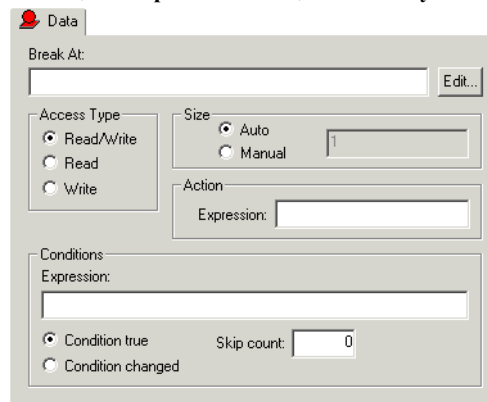 Data
Break At:
Edit...
Access Type
Read/Write
Read
Write
Size
Auto
Manual
1
Action
Expression:
Conditions
Expression:
Condition true
Condition changed
Skip count: 0